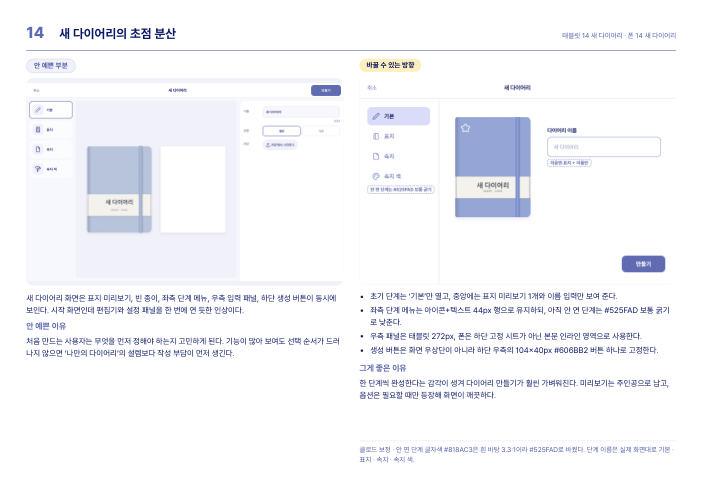 14 새 다이어리의 초점 분산
태블릿 14 새 다이어리 · 폰 14 새 다이어리
안 예쁜 부분
취소
새 다이어리
만들기
기본
표지
속지
속지 색
새 다이어리
새 다이어리
새 다이어리 화면은 표지 미리보기, 빈 종이, 좌측 단계 메뉴, 우측 입력 패널, 하단 생성 버튼이 동시에
보인다. 시작 화면인데 편집기와 설정 패널을 한 번에 연 듯한 인상이다.
안 예쁜 이유
처음 만드는 사용자는 무엇을 먼저 정해야 하는지 고민하게 된다. 기능이 많아 보여도 선택 순서가 드러
나지 않으면 '나만의 다이어리'의 설렘보다 작성 부담이 먼저 생긴다.
바꿀 수 있는 방향
취소
새 다이어리
기본
표지
속지
속지 색
안 연 단계는 #525FAD 보통 굵기
새 다이어리
다이어리 이름
새 다이어리
처음엔 표지 + 이름만
만들기
• 초기 단계는 '기본'만 열고, 중앙에는 표지 미리보기 1개와 이름 입력만 보여 준다.
• 좌측 단계 메뉴는 아이콘+텍스트 44px 행으로 유지하되, 아직 안 연 단계는 #525FAD 보통 굵기
로 낮춘다.
• 우측 패널은 태블릿 272px, 폰은 하단 고정 시트가 아닌 본문 인라인 영역으로 사용한다.
• 생성 버튼은 화면 우상단이 아니라 하단 우측의 104×40px #606BB2 버튼 하나로 고정한다.
그게 좋은 이유
한 단계씩 완성한다는 감각이 생겨 다이어리 만들기가 훨씬 가벼워진다. 미리보기는 주인공으로 남고,
옵션은 필요할 때만 등장해 화면이 깨끗하다.
클로드 보정 · 안 연 단계 글자색 #818AC3은 흰 바탕 3.3:1이라 #525FAD로 바꿨다. 단계 이름은 실제 화면대로 기본 ·
표지 · 속지 · 속지 색.